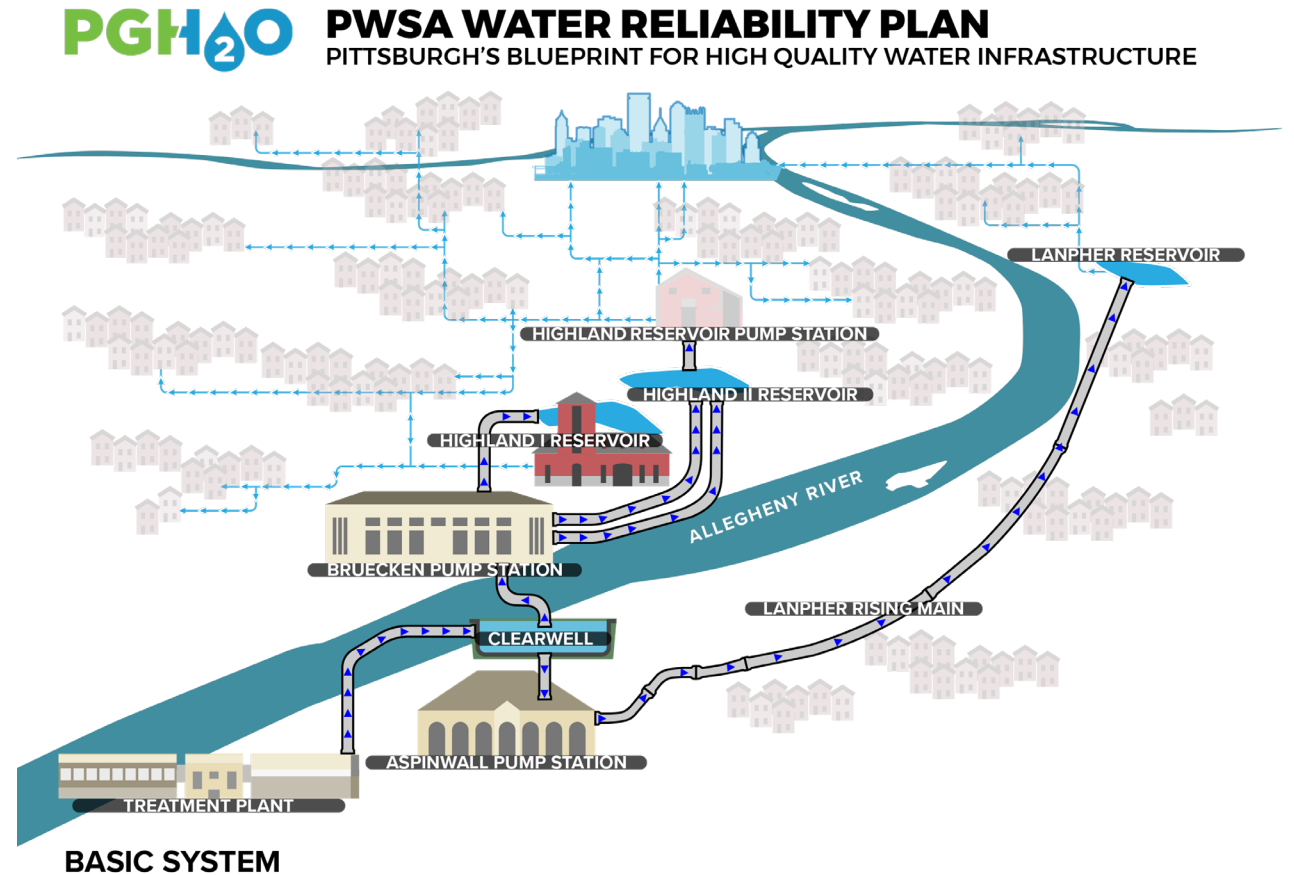 PGH2O
PWSA WATER RELIABILITY PLAN
PITTSBURGH'S BLUEPRINT FOR HIGH QUALITY WATER INFRASTRUCTURE
LANPHER RESERVOIR
HIGHLAND RESERVOIR PUMP STATION
HIGHLAND II RESERVOIR
HIGHLAND I RESERVOIR
ALLEGHENY RIVER
BRUECKEN PUMP STATION
LANPHER RISING MAIN
CLEARWELL
ASPINWALL PUMP STATION
TREATMENT PLANT
BASIC SYSTEM